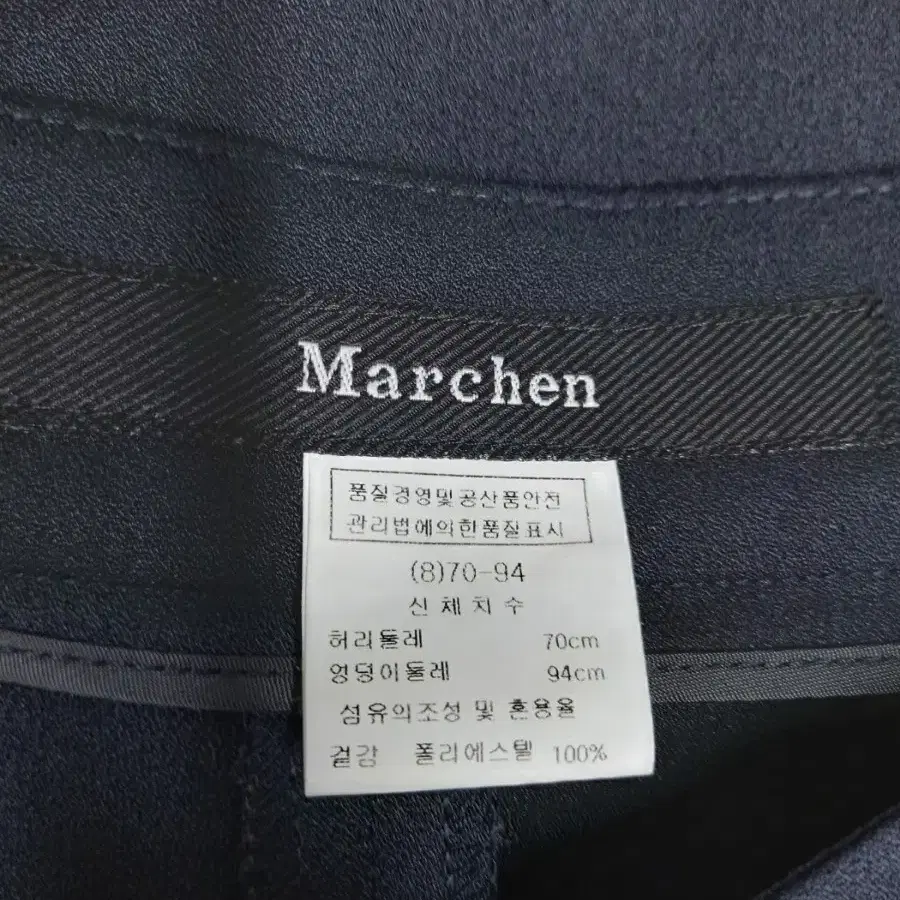 Marchen
품질경영및공산품안전
관리법에의한품질표시
(8)70-94
신체치수
허리둘레 70cm
엉덩이둘레 94cm
섬유의조성 및 혼용율
겉감 폴리에스텔 100%